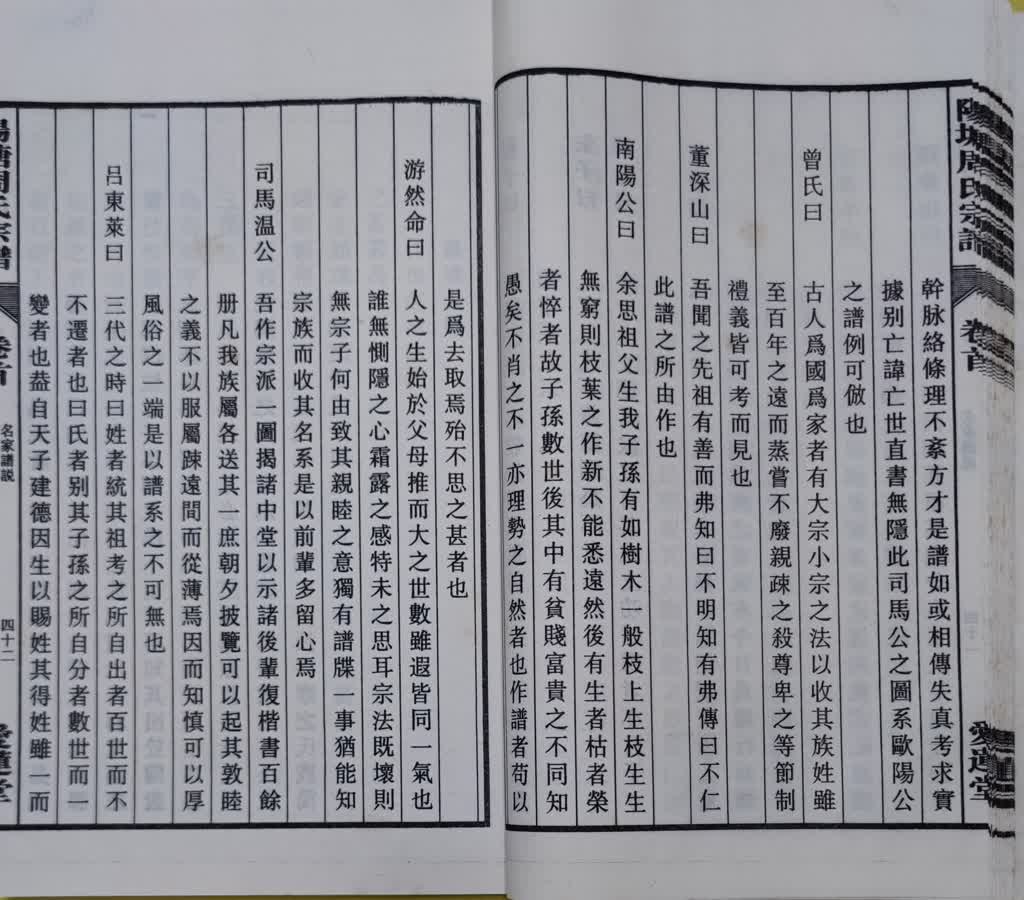 陽塘周氏宗譜
卷首
愛蓮堂
幹脉絡條理不紊方才是譜如或相傳失真考求實
據别亡諱亡世直書無隱此司馬公之圖系歐陽公
之譜例可倣也
曾氏曰
古人爲國爲家者有大宗小宗之法以收其族姓雖
至百年之遠而蒸嘗不廢親疎之殺尊卑之等節制
禮義皆可考而見也
董深山曰
吾聞之先祖有善而弗知曰不明知有弗傳曰不仁
此譜之所由作也
南陽公曰
余思祖父生我子孫有如樹木一般枝上生枝生生
無窮則枝葉之作新不能悉遠然後有生者枯者榮
者悴者故子孫數世後其中有貧賤富貴之不同知
愚矣不肖之不一亦理勢之自然者也作譜者苟以
是爲去取焉殆不思之甚者也
游然命曰
人之生始於父母推而大之世數雖遐皆同一氣也
誰無惻隱之心霜露之感特未之思耳宗法既壞則
無宗子何由致其親睦之意獨有譜牒一事猶能知
宗族而收其名系是以前輩多留心焉
司馬温公
吾作宗派一圖揭諸中堂以示諸後輩復楷書百餘
册凡我族屬各送其一庶朝夕披覽可以起其敦睦
之義不以服屬踈遠間而從薄焉因而知慎可以厚
風俗之一端是以譜系之不可無也
吕東萊曰
三代之時曰姓者統其祖考之所自出者百世而不
不遷者也曰氏者别其子孫之所自分者數世而一
變者也葢自天子建德因生以賜姓其得姓雖一而
陽塘周氏宗譜
卷首
名家譜説
四十二
愛蓮堂